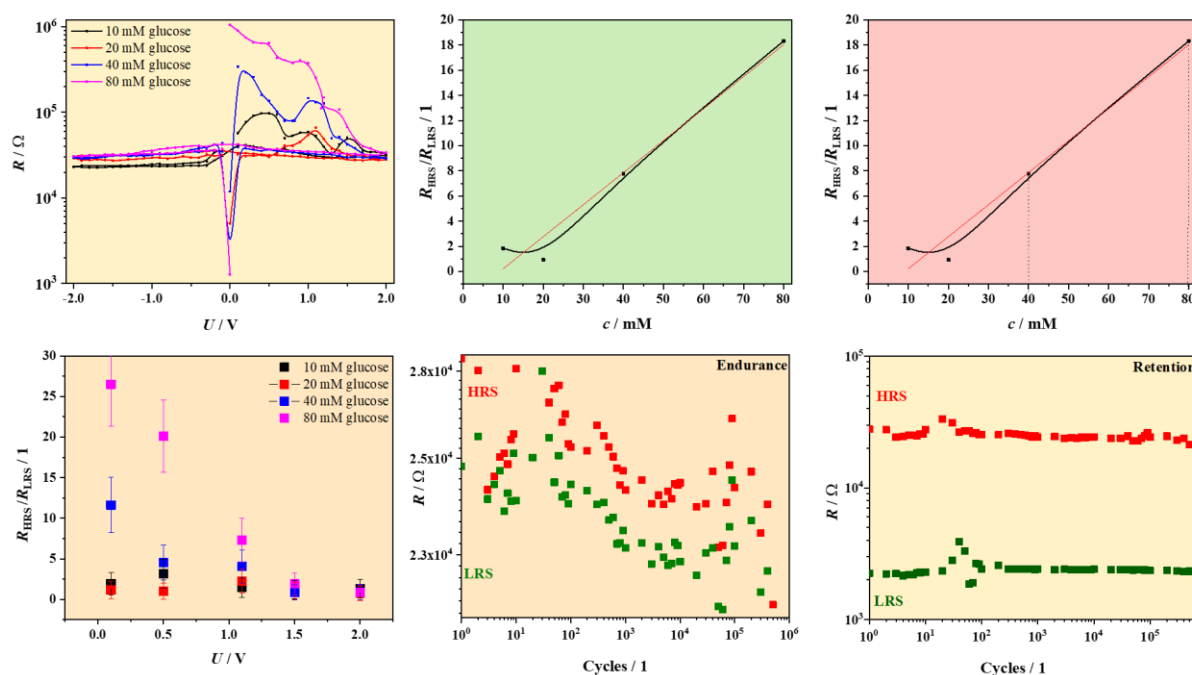 10⁶
10⁵
10⁴
10³
R / Ω
10 mM glucose
20 mM glucose
40 mM glucose
80 mM glucose
-2.0 -1.0 0.0 1.0 2.0
U / V
20
18
16
14
12
10
8
6
4
2
0
R_HRS/R_LRS / 1
0 10 20 30 40 50 60 70 80
c / mM
20
18
16
14
12
10
8
6
4
2
0
R_HRS/R_LRS / 1
0 10 20 30 40 50 60 70 80
c / mM
30
25
20
15
10
5
0
R_HRS/R_LRS / 1
10 mM glucose
20 mM glucose
40 mM glucose
80 mM glucose
0.0 0.5 1.0 1.5 2.0
U / V
2.8x10⁴
2.5x10⁴
2.3x10⁴
R / Ω
Endurance
HRS
LRS
10⁰ 10¹ 10² 10³ 10⁴ 10⁵ 10⁶
Cycles / 1
10⁵
10⁴
10³
R / Ω
Retention
HRS
LRS
10⁰ 10¹ 10² 10³ 10⁴ 10⁵
Cycles / 1